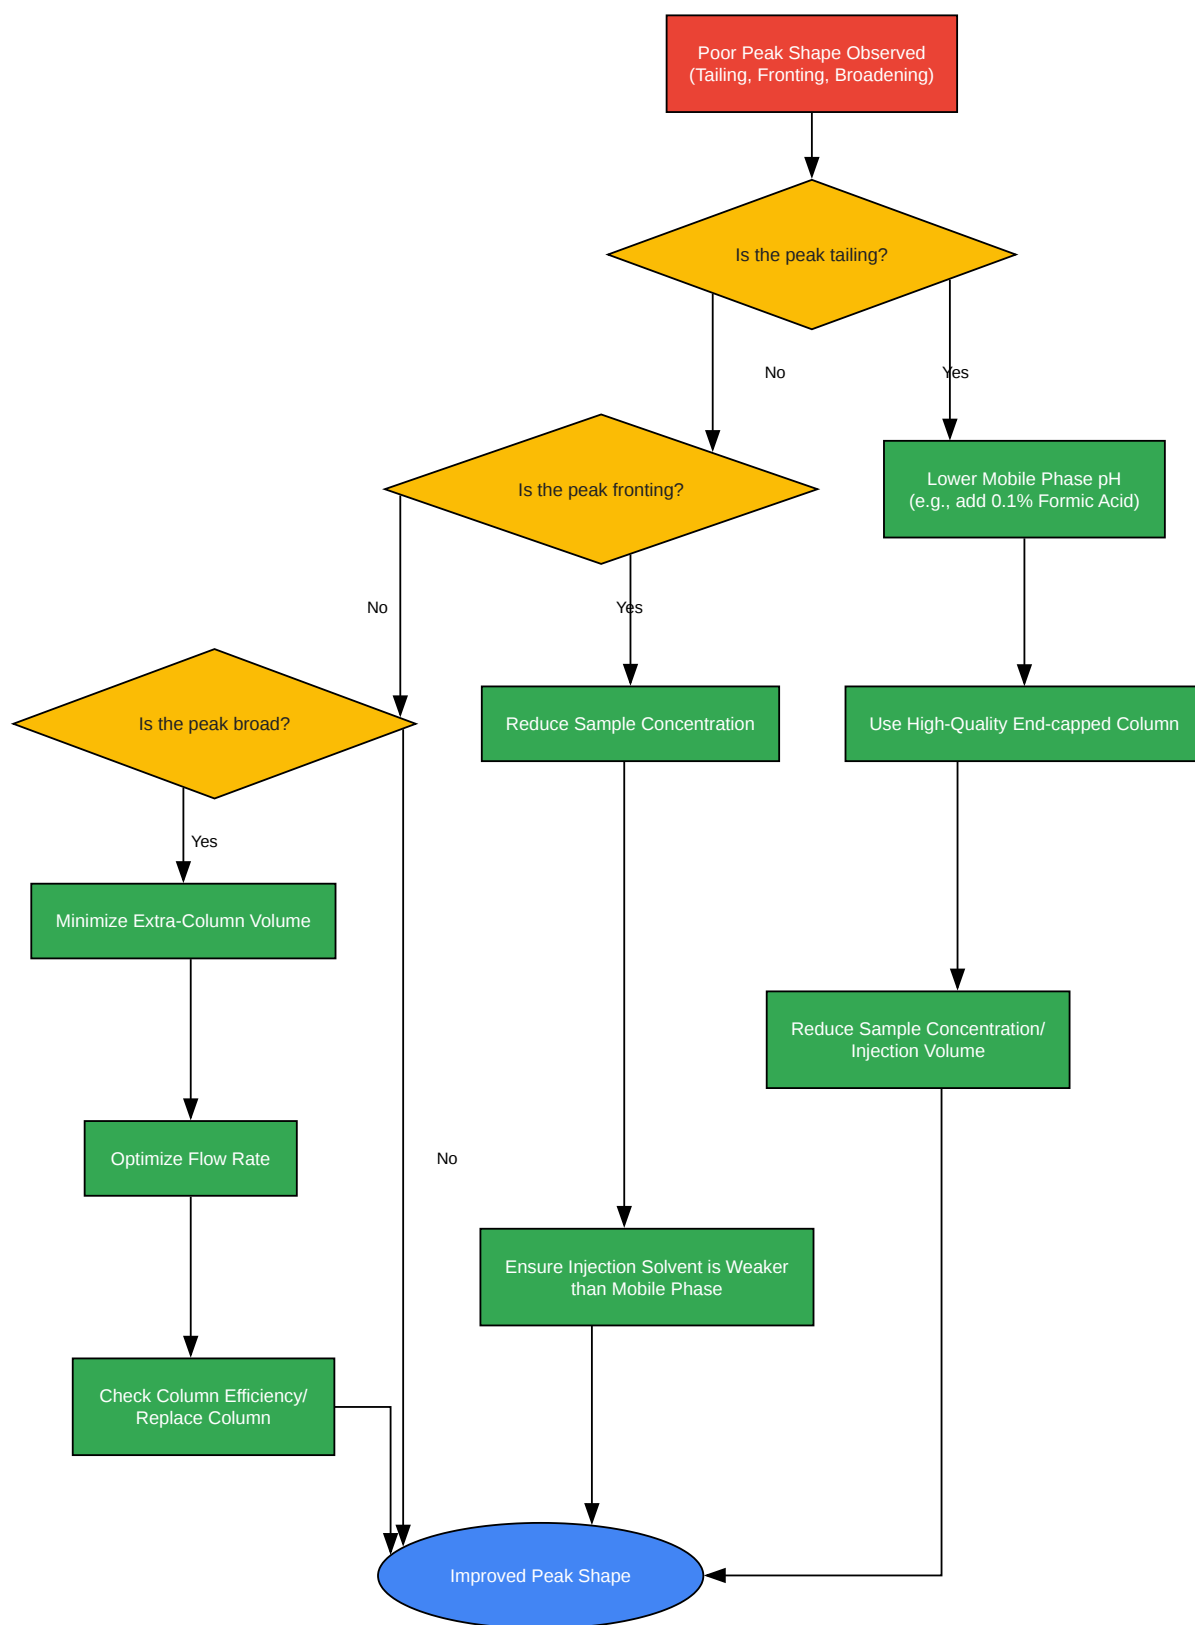 Poor Peak Shape Observed
(Tailing, Fronting, Broadening)
Is the peak tailing?
No
Yes
Is the peak fronting?
Lower Mobile Phase pH
(e.g., add 0.1% Formic Acid)
No
Yes
Is the peak broad?
Reduce Sample Concentration
Use High-Quality End-capped Column
Yes
Minimize Extra-Column Volume
Reduce Sample Concentration/
Injection Volume
Optimize Flow Rate
No
Ensure Injection Solvent is Weaker
than Mobile Phase
Check Column Efficiency/
Replace Column
Improved Peak Shape